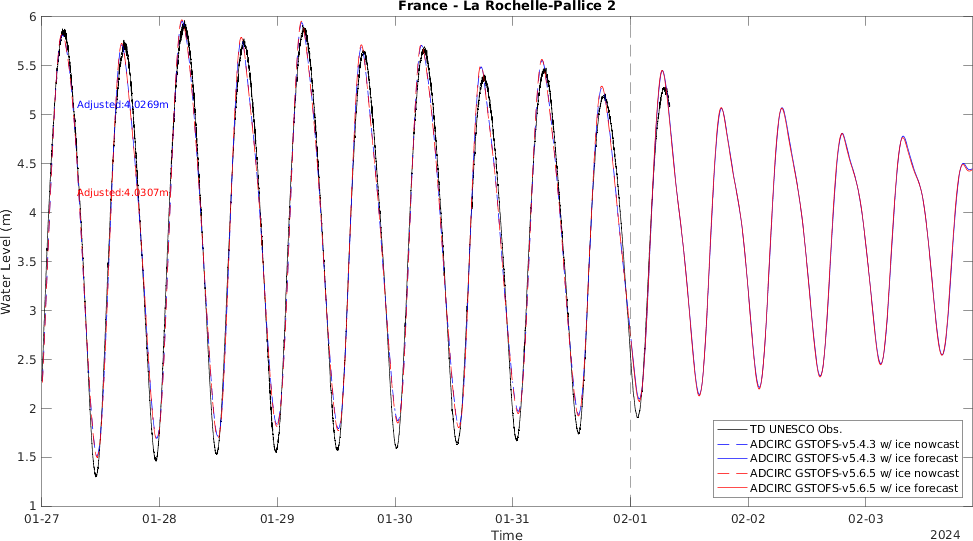 France - La Rochelle-Pallice 2
Water Level (m)
6
5.5
5
4.5
4
3.5
3
2.5
2
1.5
1
Adjusted:4.0269m
Adjusted:4.0307m
TD UNESCO Obs.
ADCIRC GSTOFS-v5.4.3 w/ ice nowcast
ADCIRC GSTOFS-v5.4.3 w/ ice forecast
ADCIRC GSTOFS-v5.6.5 w/ ice nowcast
ADCIRC GSTOFS-v5.6.5 w/ ice forecast
01-27 01-28 01-29 01-30 01-31 02-01 02-02 02-03
Time
2024